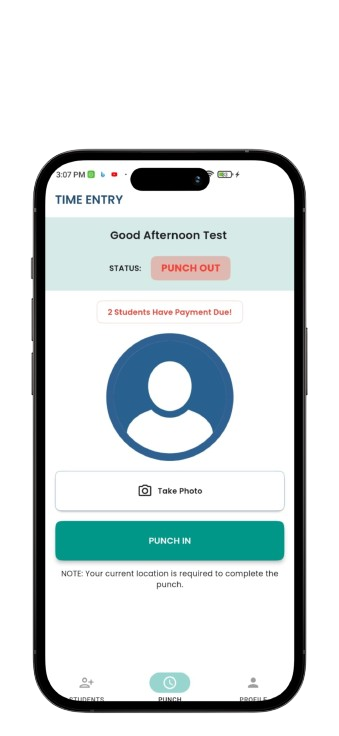 3:07 PM
TIME ENTRY
Good Afternoon Test
STATUS: PUNCH OUT
2 Students Have Payment Due!
Take Photo
PUNCH IN
NOTE: Your current location is required to complete the
punch.
STUDENTS PUNCH PROFILE